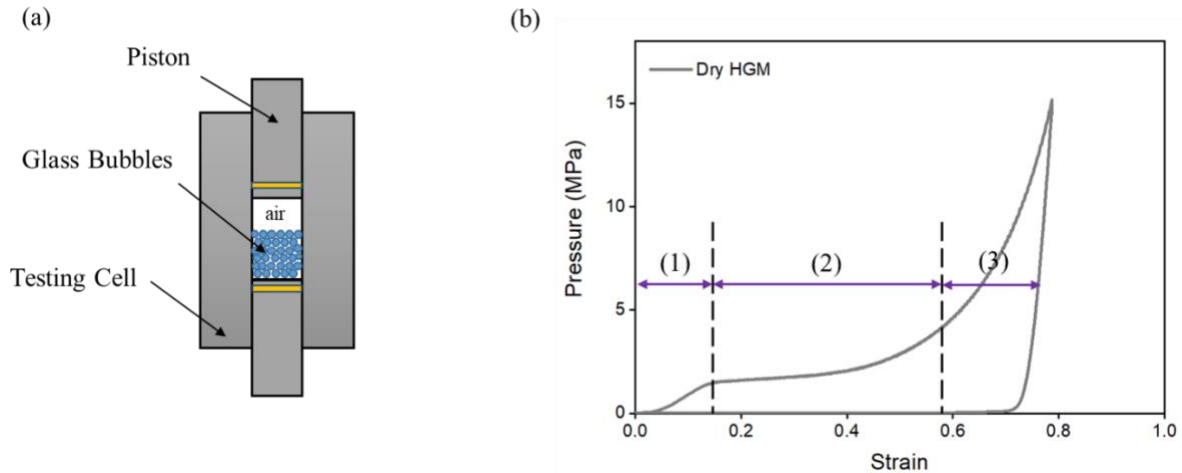 (a)
Piston
Glass Bubbles
air
Testing Cell
(b)
Dry HGM
Pressure (MPa)
15
10
5
0
(1)
(2)
(3)
0.0
0.2
0.4
0.6
0.8
1.0
Strain